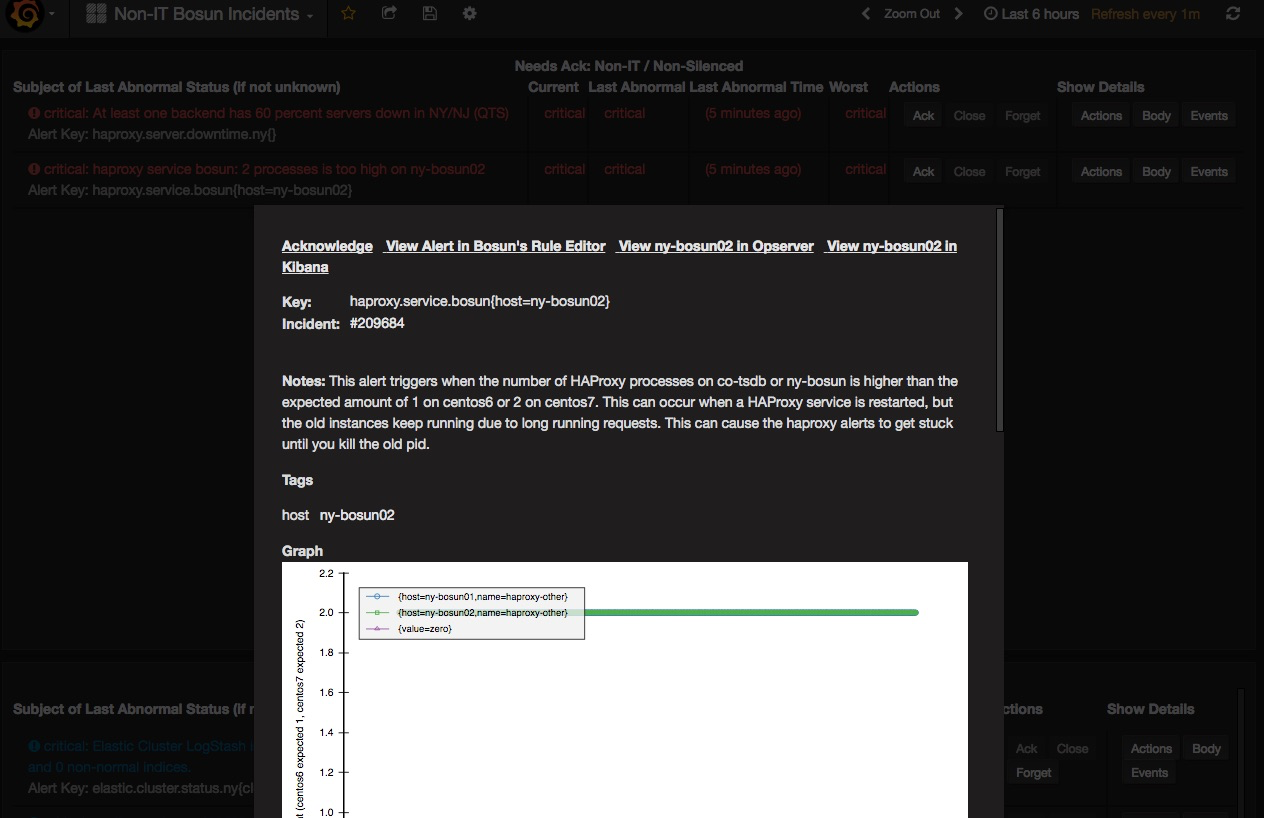 Non-IT Bosun Incidents
Zoom Out
Last 6 hours
Refresh every 1m
Needs Ack: Non-IT / Non-Silenced
Subject of Last Abnormal Status (if not unknown) Current Last Abnormal Last Abnormal Time Worst Actions Show Details
critical: At least one backend has 60 percent servers down in NY/NJ (QTS) critical critical (5 minutes ago) critical Ack Close Forget Actions Body Events
Alert Key: haproxy.server.downtime.ny{}
critical: haproxy service bosun: 2 processes is too high on ny-bosun02 critical critical (5 minutes ago) critical Ack Close Forget Actions Body Events
Alert Key: haproxy.service.bosun{host=ny-bosun02}
Acknowledge View Alert in Bosun's Rule Editor View ny-bosun02 in Opserver View ny-bosun02 in
Kibana
Key: haproxy.service.bosun{host=ny-bosun02}
Incident: #209684
Notes: This alert triggers when the number of HAProxy processes on co-tsdb or ny-bosun is higher than the
expected amount of 1 on centos6 or 2 on centos7. This can occur when a HAProxy service is restarted, but
the old instances keep running due to long running requests. This can cause the haproxy alerts to get stuck
until you kill the old pid.
Tags
host ny-bosun02
Graph
2.2
{host=ny-bosun01,name=haproxy-other}
2.0 {host=ny-bosun02,name=haproxy-other}
{value=zero}
1.8
1.6
1.4
1.2
1.0
(centos6 expected 1, centos7 expected 2)
Subject of Last Abnormal Status (if Show Details
critical: Elastic Cluster LogStash Ack Close Actions Body
and 0 non-normal indices. Forget Events
Alert Key: elastic.cluster.status.ny{cl